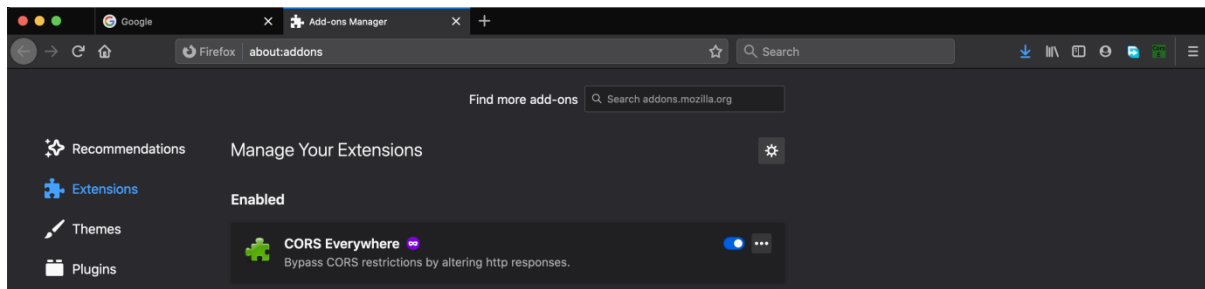 Google
Add-ons Manager
Firefox about:addons
Search
Find more add-ons
Search addons.mozilla.org
Recommendations
Manage Your Extensions
Extensions
Enabled
Themes
CORS Everywhere
Bypass CORS restrictions by altering http responses.
Plugins